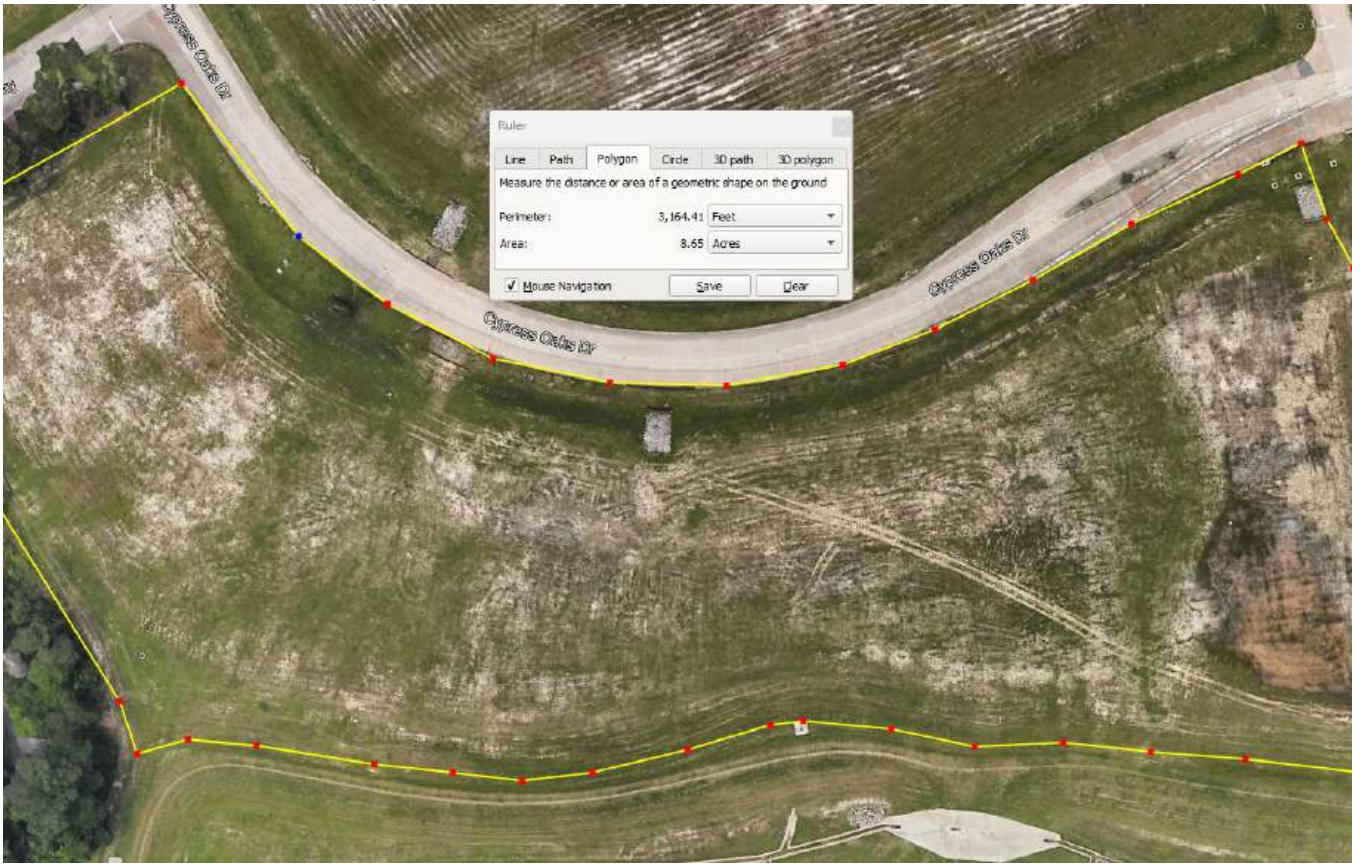 Cypress Oaks Dr
Ruler
Line Path Polygon Circle 3D path 3D polygon
Measure the distance or area of a geometric shape on the ground
Perimeter: 3,164.41 Feet
Area: 8.65 Acres
Mouse Navigation Save Clear
Cypress Oaks Dr
Cypress Oaks Dr